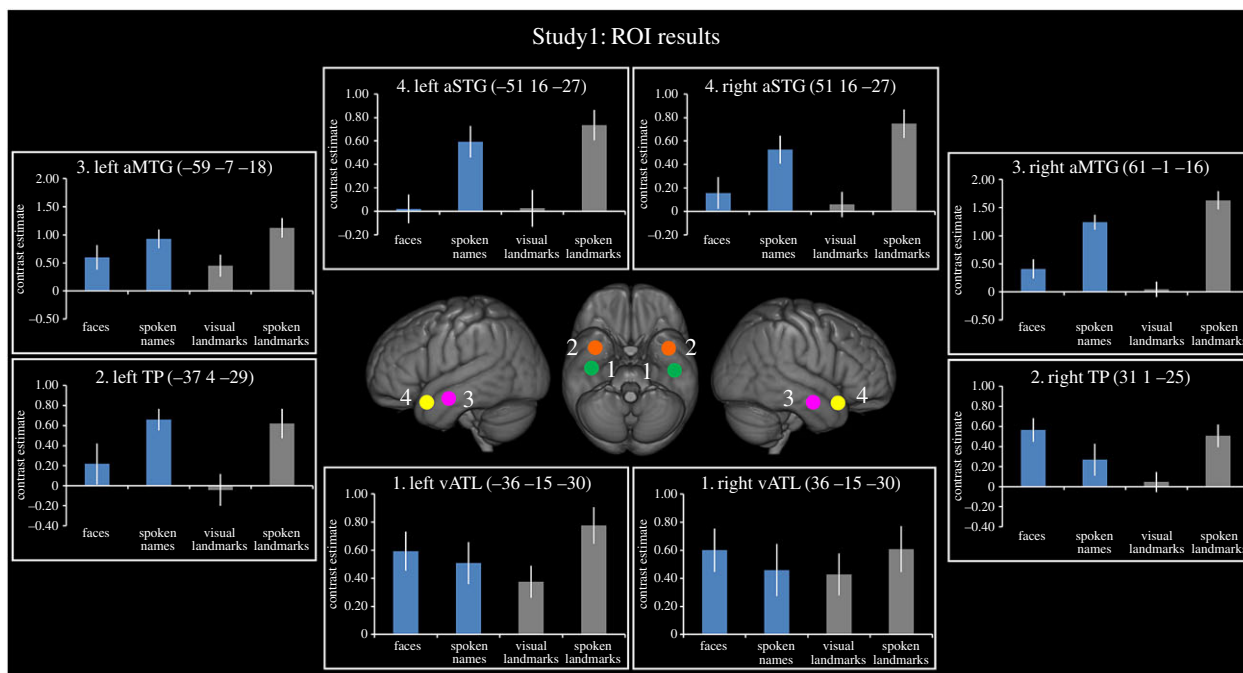 Study1: ROI results
4. left aSTG (–51 16 –27)
contrast estimate
1.00
0.80
0.60
0.40
0.20
0
–0.20
faces
spoken names
visual landmarks
spoken landmarks
4. right aSTG (51 16 –27)
contrast estimate
1.00
0.80
0.60
0.40
0.20
0
–0.20
faces
spoken names
visual landmarks
spoken landmarks
3. left aMTG (–59 –7 -18)
contrast estimate
2.00
1.50
1.00
0.50
0
–0.50
faces
spoken names
visual landmarks
spoken landmarks
3. right aMTG (61 –1 –16)
contrast estimate
2.00
1.50
1.00
0.50
0
–0.50
faces
spoken names
visual landmarks
spoken landmarks
2. left TP (–37 4 –29)
contrast estimate
1.00
0.80
0.60
0.40
0.20
0
–0.20
–0.40
faces
spoken names
visual landmarks
spoken landmarks
4
3
2
2
1
1
3
4
2. right TP (31 1 –25)
contrast estimate
1.00
0.80
0.60
0.40
0.20
0
–0.20
–0.40
faces
spoken names
visual landmarks
spoken landmarks
1. left vATL (–36 –15 –30)
contrast estimate
1.00
0.80
0.60
0.40
0.20
0
faces
spoken names
visual landmarks
spoken landmarks
1. right vATL (36 –15 –30)
contrast estimate
1.00
0.80
0.60
0.40
0.20
0
faces
spoken names
visual landmarks
spoken landmarks